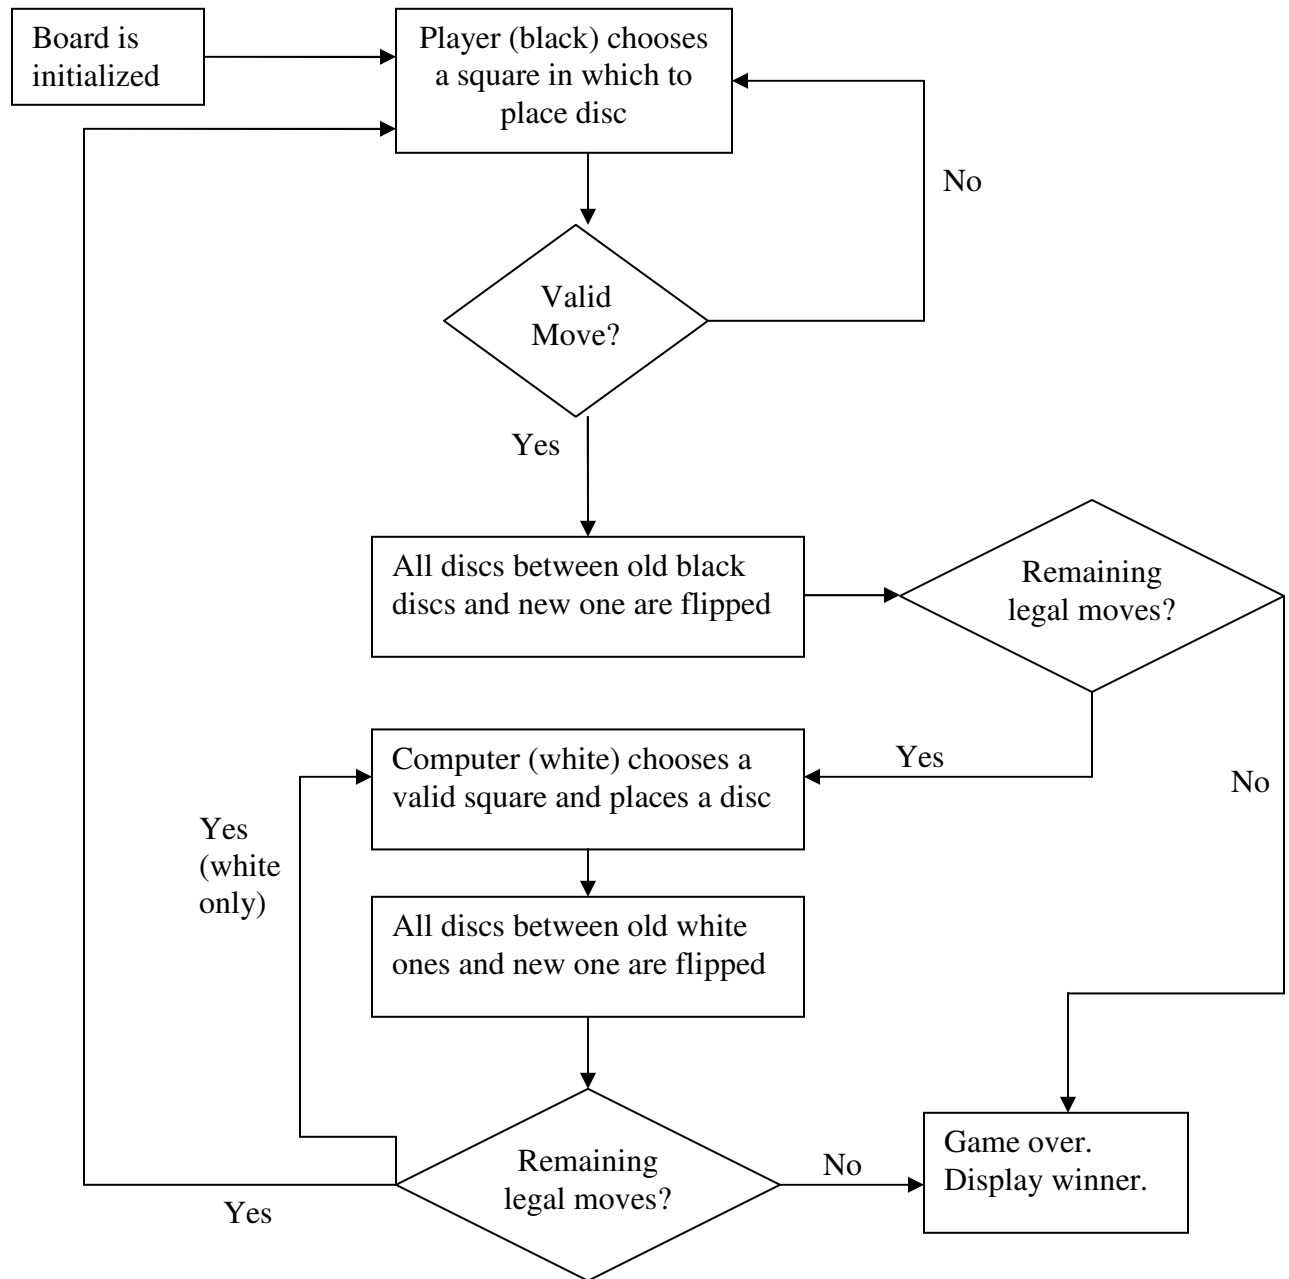 Board is
initialized
Player (black) chooses
a square in which to
place disc
No
Valid
Move?
Yes
All discs between old black
discs and new one are flipped
Remaining
legal moves?
Computer (white) chooses a
valid square and places a disc
Yes
No
Yes
(white
only)
All discs between old white
ones and new one are flipped
Remaining
legal moves?
No
Game over.
Display winner.
Yes